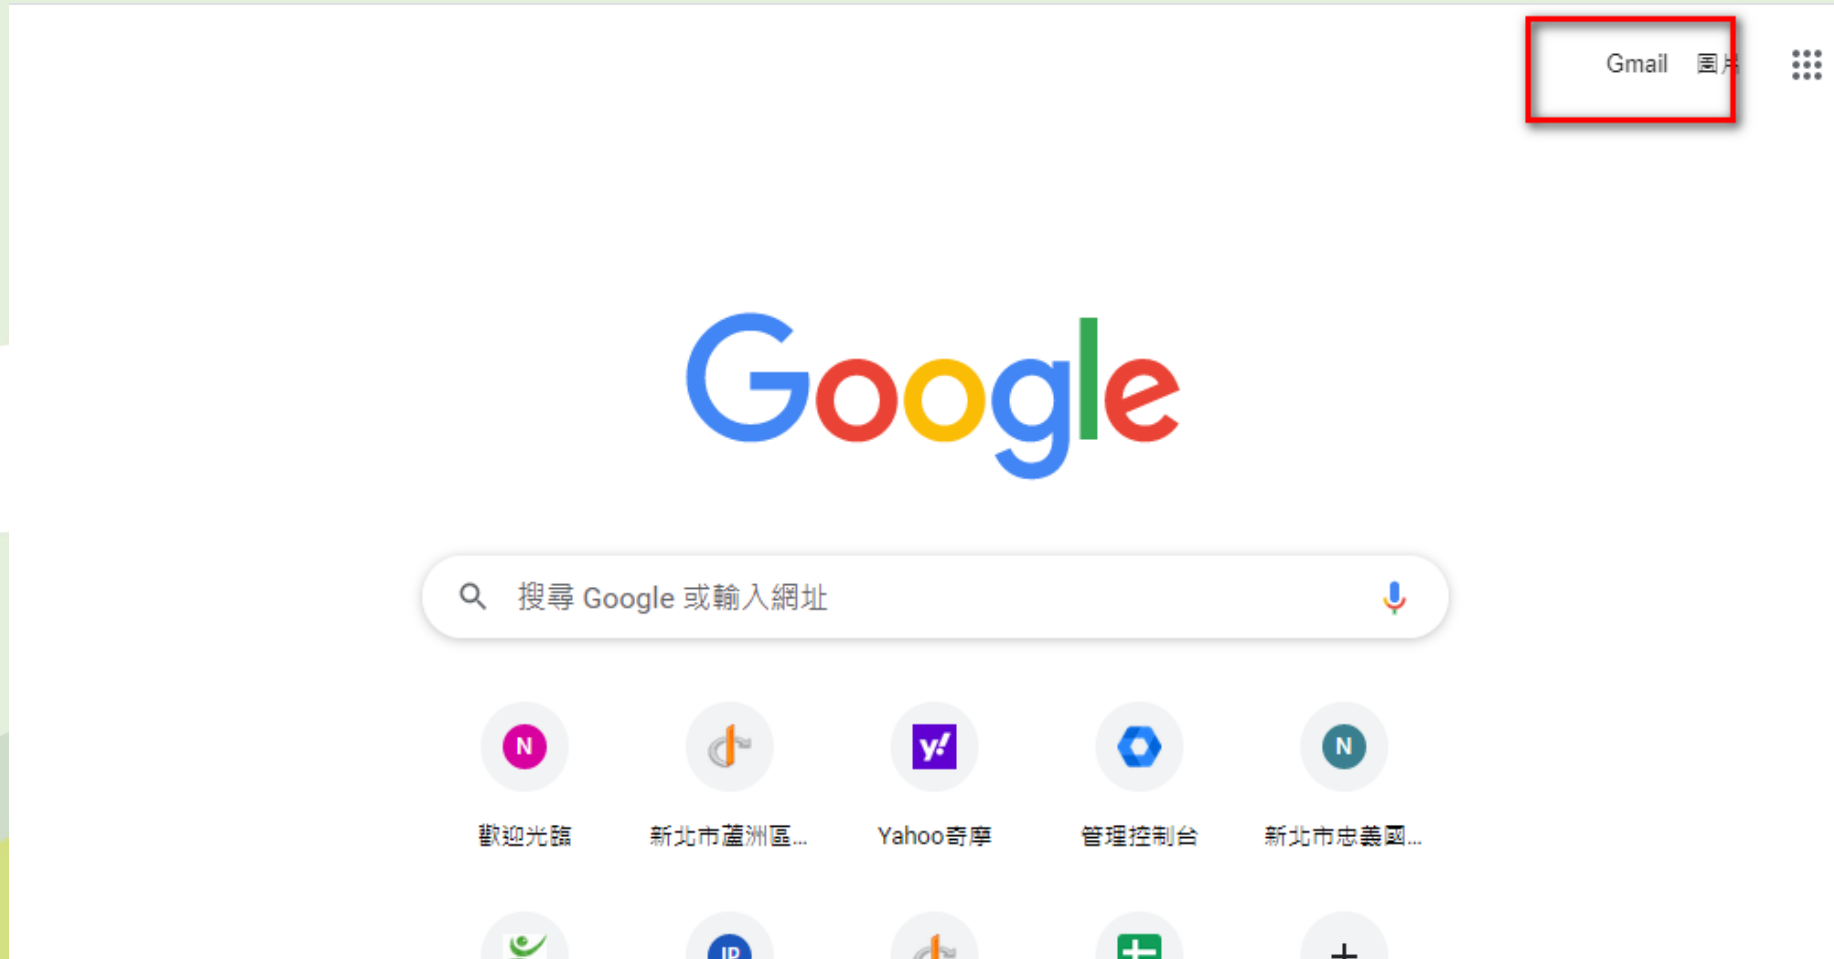 Gmail 圖片
Google
搜尋 Google 或輸入網址
N
y!
N
歡迎光臨
新北市蘆洲區...
Yahoo奇摩
管理控制台
新北市忠義國...
IP